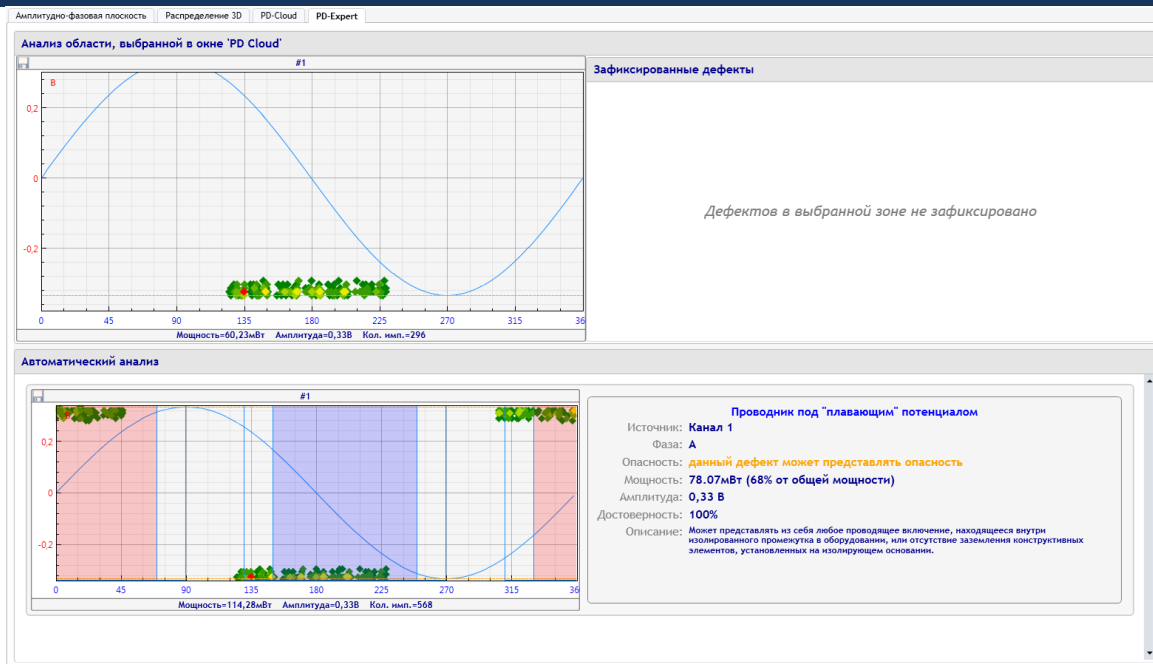 Амплитудно-фазовая плоскость Распределение 3D PD-Cloud PD-Expert
Анализ области, выбранной в окне 'PD Cloud'
#1
B
0,2
0
-0,2
0 45 90 135 180 225 270 315 36
Мощность=60,23мВт Амплитуда=0,33В Кол. имп.=296
Зафиксированные дефекты
Дефектов в выбранной зоне не зафиксировано
Автоматический анализ
#1
0,2
0
-0,2
0 45 90 135 180 225 270 315 36
Мощность=114,28мВт Амплитуда=0,33В Кол. имп.=568
Проводник под "плавающим" потенциалом
Источник: Канал 1
Фаза: A
Опасность: данный дефект может представлять опасность
Мощность: 78.07мВт (68% от общей мощности)
Амплитуда: 0,33 В
Достоверность: 100%
Описание: Может представлять из себя любое проводящее включение, находящееся внутри
изолированного промежутка в оборудовании, или отсутствие заземления конструктивных
элементов, установленных на изолирующем основании.